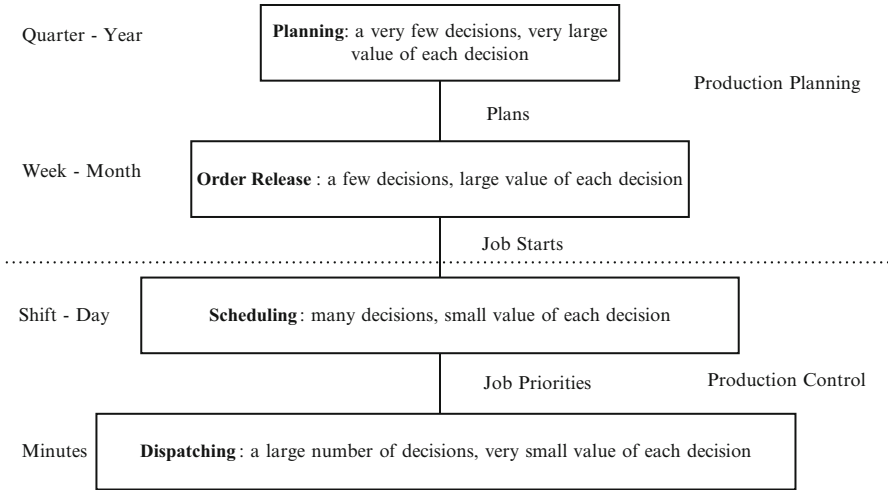 Quarter - Year
Planning: a very few decisions, very large
value of each decision
Production Planning
Plans
Week - Month
Order Release : a few decisions, large value of each decision
Job Starts
Shift - Day
Scheduling : many decisions, small value of each decision
Job Priorities
Production Control
Minutes
Dispatching : a large number of decisions, very small value of each decision